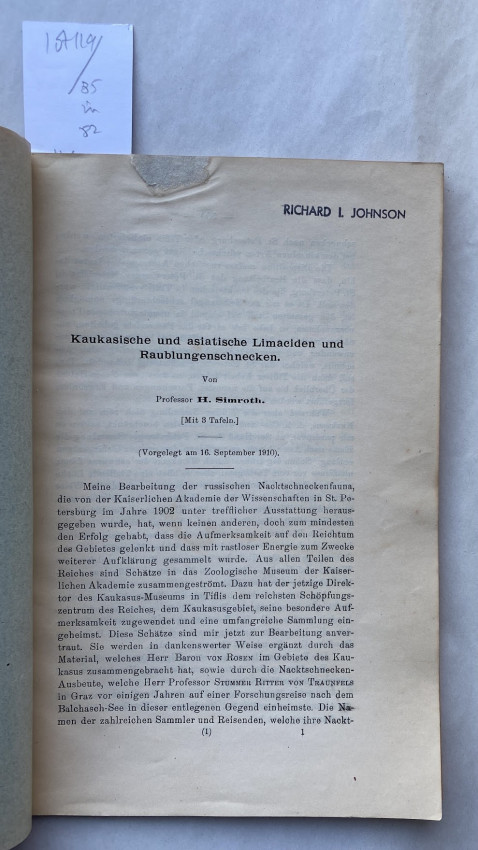 35
82
RICHARD I. JOHNSON
Kaukasische und asiatische Limaciden und
Raublungenschnecken.
Von
Professor H. Simroth.
[Mit 3 Tafeln.]
(Vorgelegt am 16. September 1910).
Meine Bearbeitung der russischen Nacktschneckenfauna,
die von der Kaiserlichen Akademie der Wissenschaften in St. Pe-
tersburg im Jahre 1902 unter trefflicher Ausstattung heraus-
gegeben wurde, hat, wenn keinen anderen, doch zum mindesten
den Erfolg gehabt, dass die Aufmerksamkeit auf den Reichtum
des Gebietes gelenkt und dass mit rastloser Energie zum Zwecke
weiterer Aufklärung gesammelt wurde. Aus allen Teilen des
Reiches sind Schätze in das Zoologische Museum der Kaiser-
lichen Akademie zusammengeströmt. Dazu hat der jetzige Direk-
tor des Kaukasus-Museums in Tiflis dem reichsten Schöpfungs-
zentrum des Reiches, dem Kaukasusgebiet, seine besondere Auf-
merksamkeit zugewendet und eine umfangreiche Sammlung ein-
geheimst. Diese Schätze sind mir jetzt zur Bearbeitung anver-
traut. Sie werden in dankenswerter Weise ergänzt durch das
Material, welches Herr Baron von Rosen im Gebiete des Kau-
kasus zusammengebracht hat, sowie durch die Nacktschnecken-
Ausbeute, welche Herr Professor Stummer Ritter von Traunfels
in Graz vor einigen Jahren auf einer Forschungsreise nach dem
Balchasch-See in dieser entlegenen Gegend einheimste. Die Na-
men der zahlreichen Sammler und Reisenden, welche ihre Nackt-
(1) 1